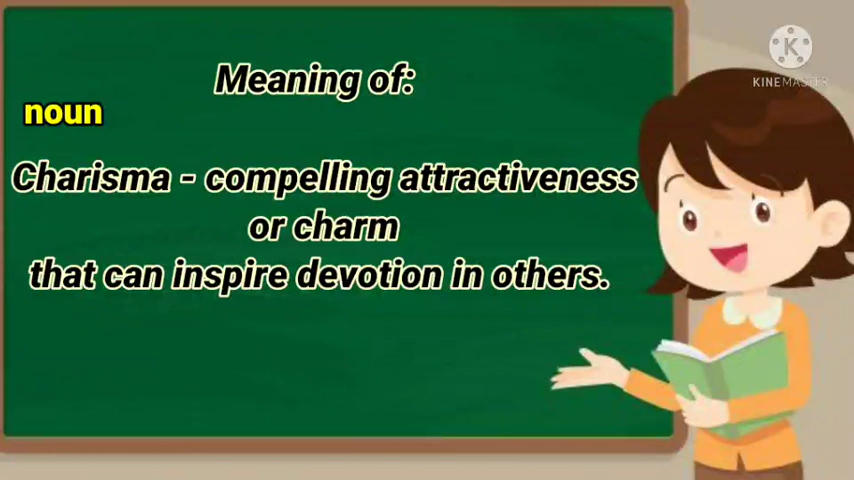 Meaning of:
noun
Charisma - compelling attractiveness
or charm
that can inspire devotion in others.
K
KINEMASTER